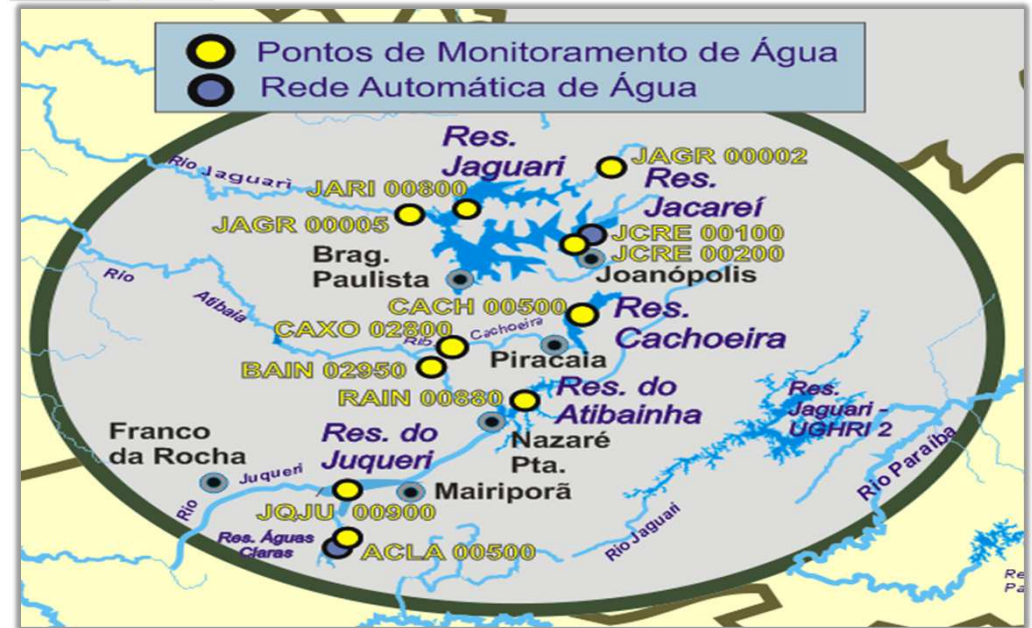 Pontos de Monitoramento de Água
Rede Automática de Água
Res.
Jaguari
JAGR 00002
Rio Jaguari
JARI 00800
Res.
Jacareí
JAGR 00005
JCRE 00100
JCRE 00200
Brag.
Paulista
Joanópolis
Rio
Atibaia
CACH 00500
Res.
Cachoeira
CAXO 02800
Rib
Cachoeira
Piracaia
BAIN 02950
RAIN 00880
Res. do
Atibainha
Res.
Jaguari -
UGHRI 2
Franco
da Rocha
Res. do
Juqueri
Nazaré
Pta.
Rio Paraíba
Rio
Juqueri
Mairiporã
JQJU 00900
Res. Águas
Claras
ACLA 00500
Rio Jaguari
Re
Pa